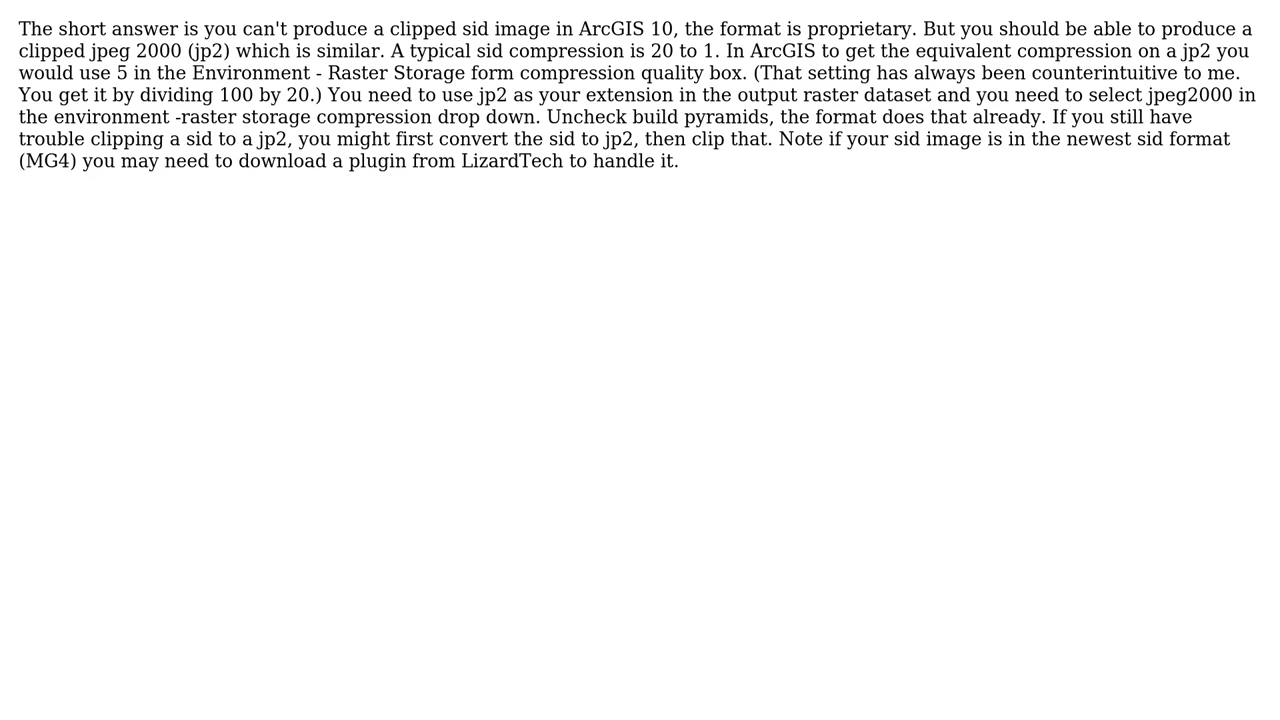 The short answer is you can't produce a clipped sid image in ArcGIS 10, the format is proprietary. But you should be able to produce a
clipped jpeg 2000 (jp2) which is similar. A typical sid compression is 20 to 1. In ArcGIS to get the equivalent compression on a jp2 you
would use 5 in the Environment - Raster Storage form compression quality box. (That setting has always been counterintuitive to me.
You get it by dividing 100 by 20.) You need to use jp2 as your extension in the output raster dataset and you need to select jpeg2000 in
the environment -raster storage compression drop down. Uncheck build pyramids, the format does that already. If you still have
trouble clipping a sid to a jp2, you might first convert the sid to jp2, then clip that. Note if your sid image is in the newest sid format
(MG4) you may need to download a plugin from LizardTech to handle it.